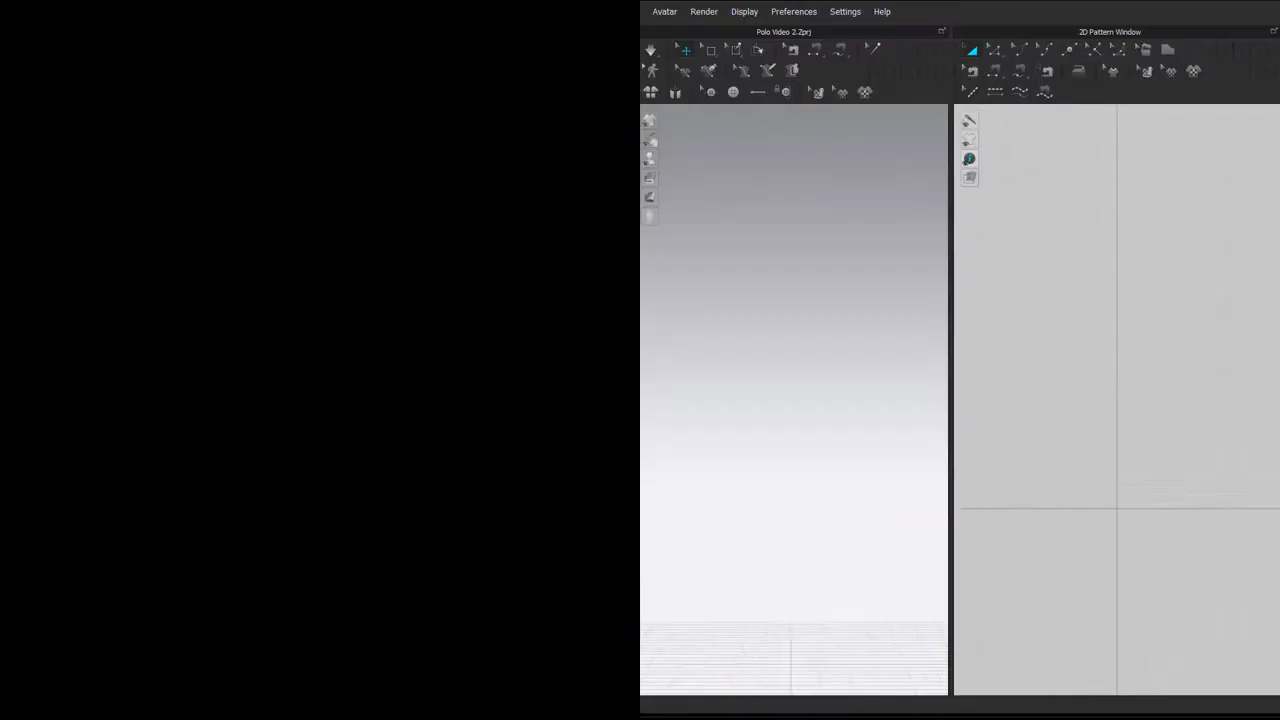 Avatar Render Display Preferences Settings Help
Polo Video 2.Zprj
2D Pattern Window